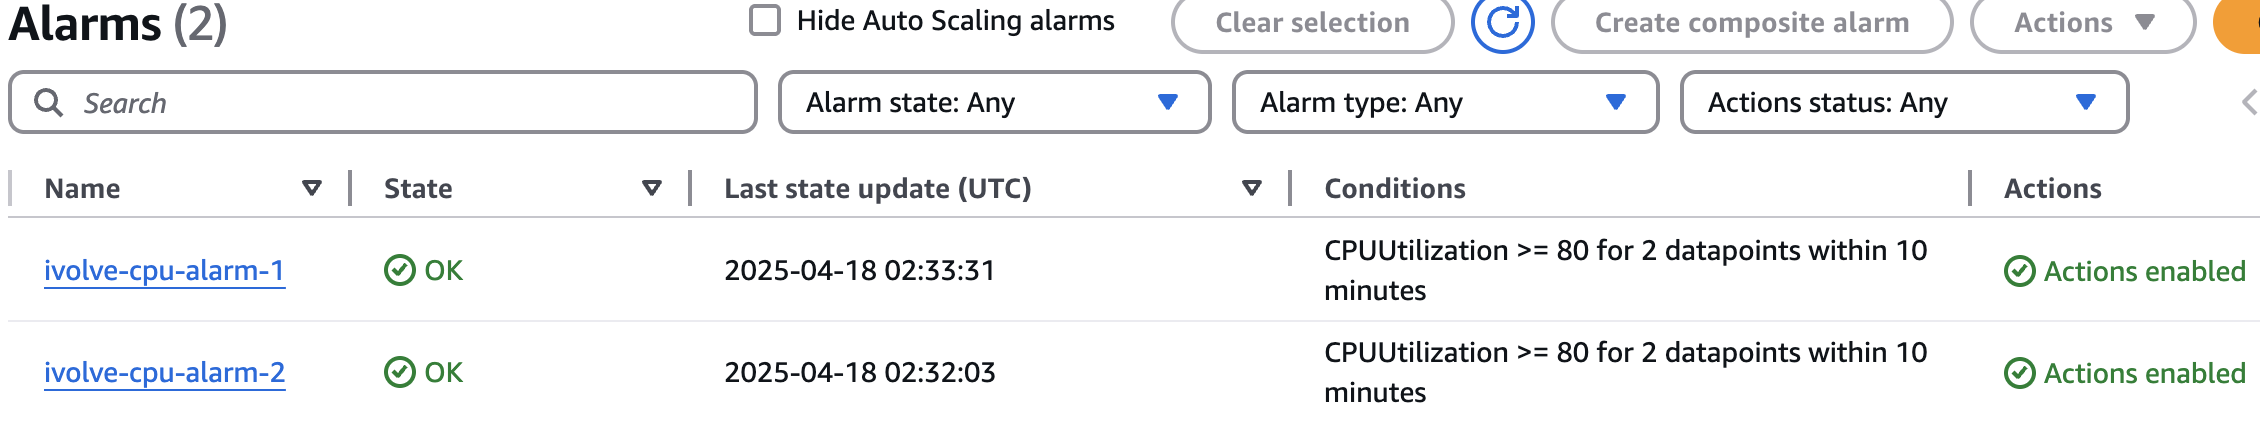 Alarms (2)
Hide Auto Scaling alarms
Clear selection
Create composite alarm
Actions
Search
Alarm state: Any
Alarm type: Any
Actions status: Any
Name
State
Last state update (UTC)
Conditions
Actions
ivolve-cpu-alarm-1
OK
2025-04-18 02:33:31
CPUUtilization >= 80 for 2 datapoints within 10
minutes
Actions enabled
ivolve-cpu-alarm-2
OK
2025-04-18 02:32:03
CPUUtilization >= 80 for 2 datapoints within 10
minutes
Actions enabled